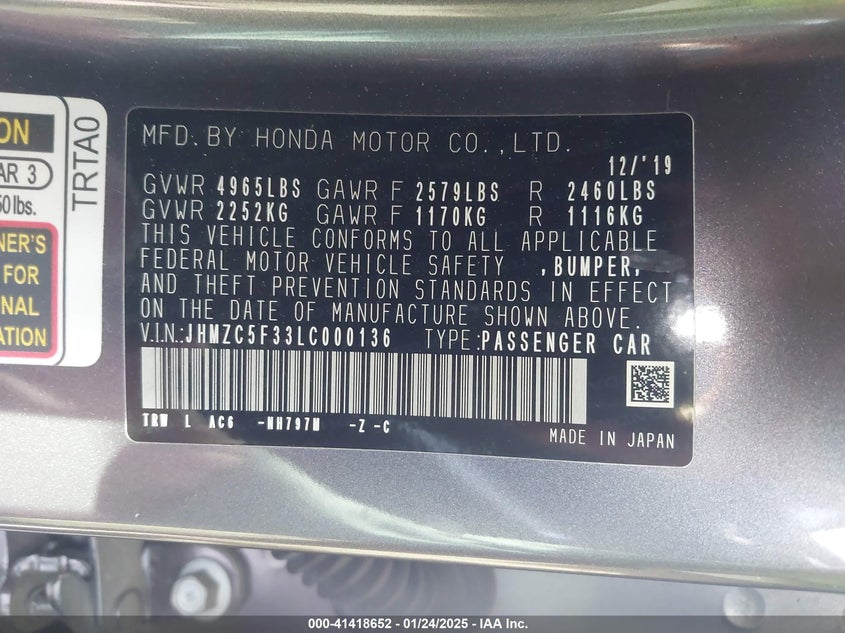 ON
AR 3
50 lbs.
NER'S
FOR
NAL
ATION
TRTA0
MFD. BY HONDA MOTOR CO.,LTD.
12/'19
GVWR 4965LBS GAWR F 2579LBS R 2460LBS
GVWR 2252KG GAWR F 1170KG R 1116KG
THIS VEHICLE CONFORMS TO ALL APPLICABLE
FEDERAL MOTOR VEHICLE SAFETY ,BUMPER,
AND THEFT PREVENTION STANDARDS IN EFFECT
ON THE DATE OF MANUFACTURE SHOWN ABOVE.
V.I.N.:JHMZC5F33LC000136 TYPE:PASSENGER CAR
TRW L AC6 -NH797M -Z -C
MADE IN JAPAN
000-41418652 - 01/24/2025 - IAA Inc.